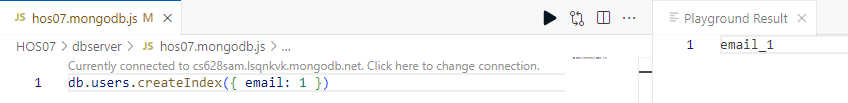 JS hos07.mongodb.js M ×
HOS07 > dbserver > JS hos07.mongodb.js > ...
Currently connected to cs628sam.lsqnkvk.mongodb.net. Click here to change connection.
1 db.users.createIndex({ email: 1 })
Playground Result ×
1 email_1